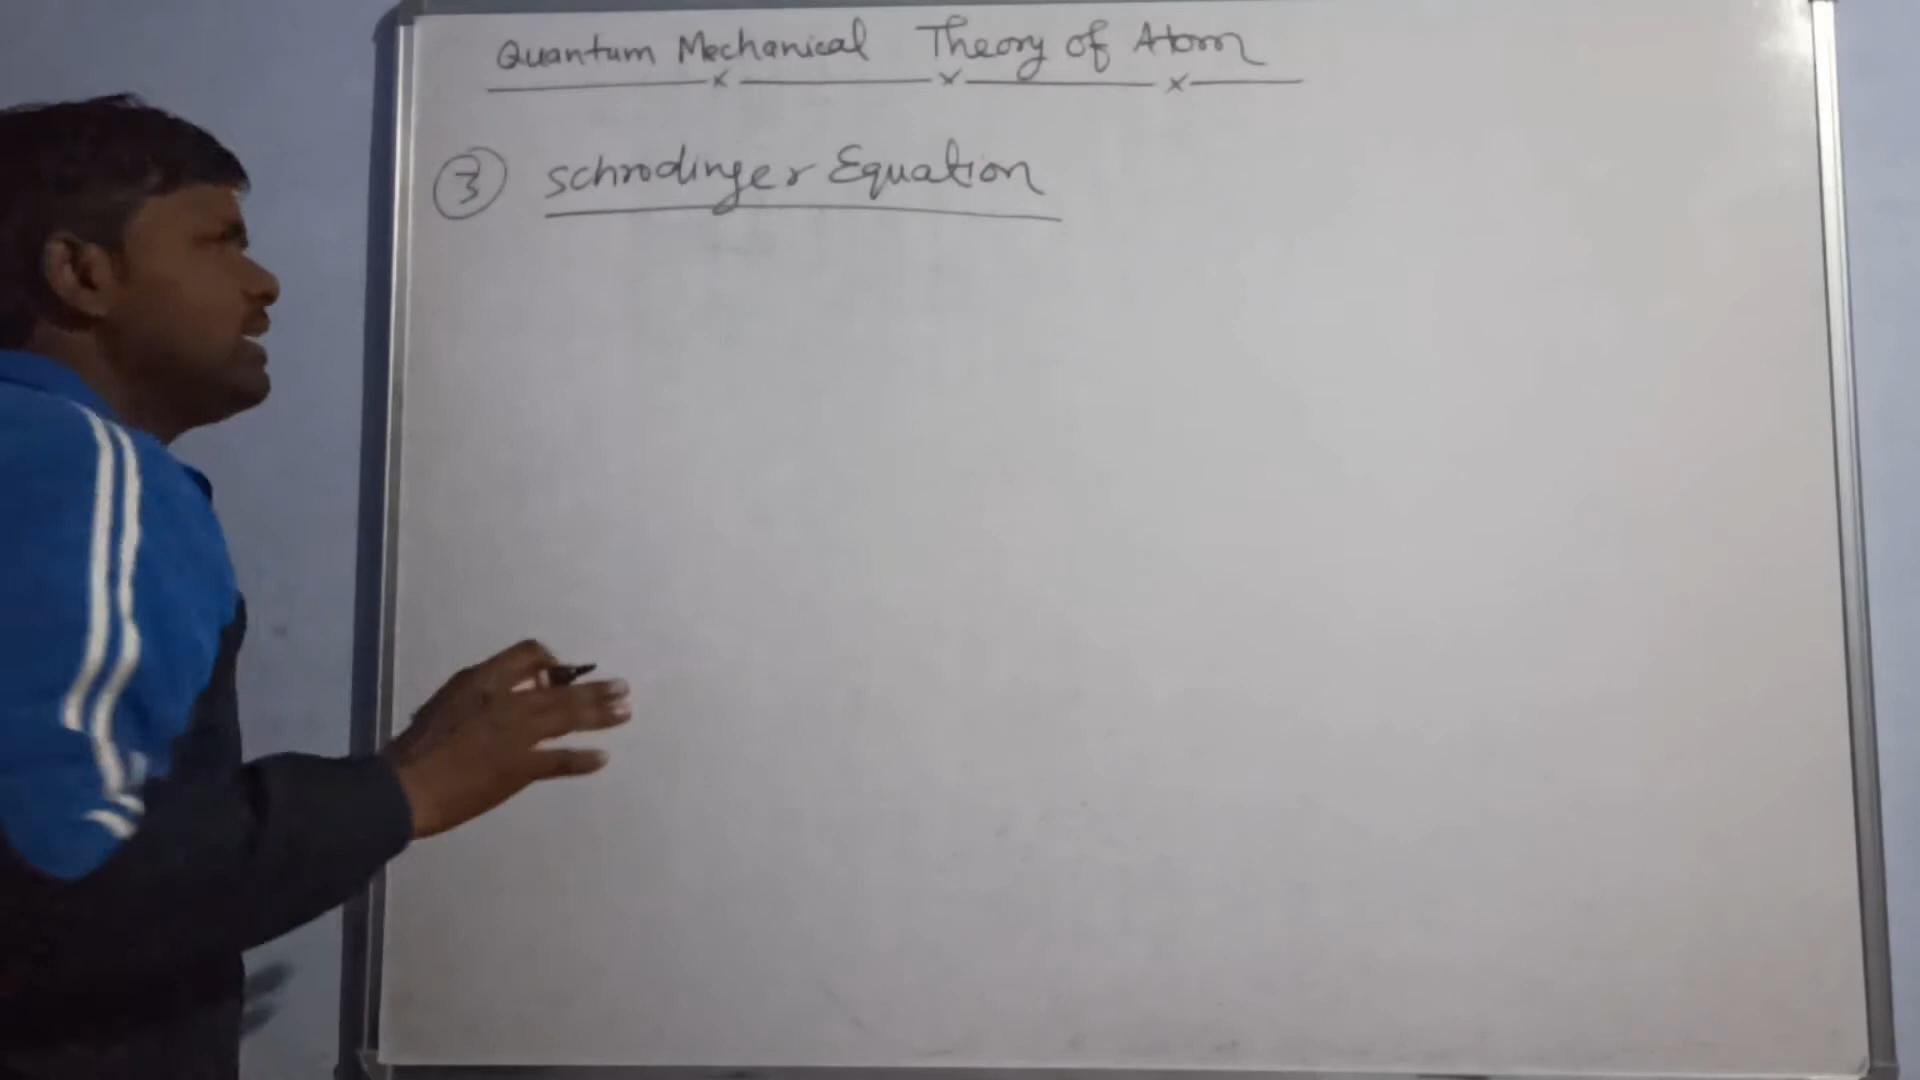 Quantum Mechanical Theory of Atom
③ Schrodinger Equation